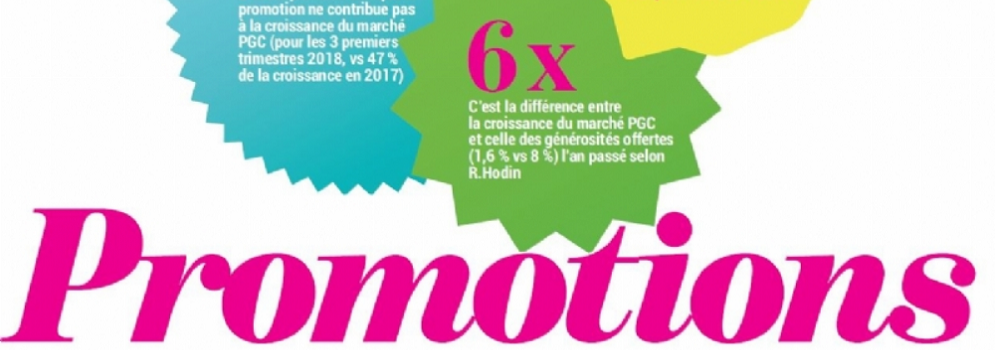 promotion ne contribue pas
à la croissance du marché
PGC (pour les 3 premiers
trimestres 2018, vs 47 %
de la croissance en 2017)
6x
C'est la différence entre
la croissance du marché PGC
et celle des générosités offertes
(1,6 % vs 8 %) l'an passé selon
R.Hodin
Promotions